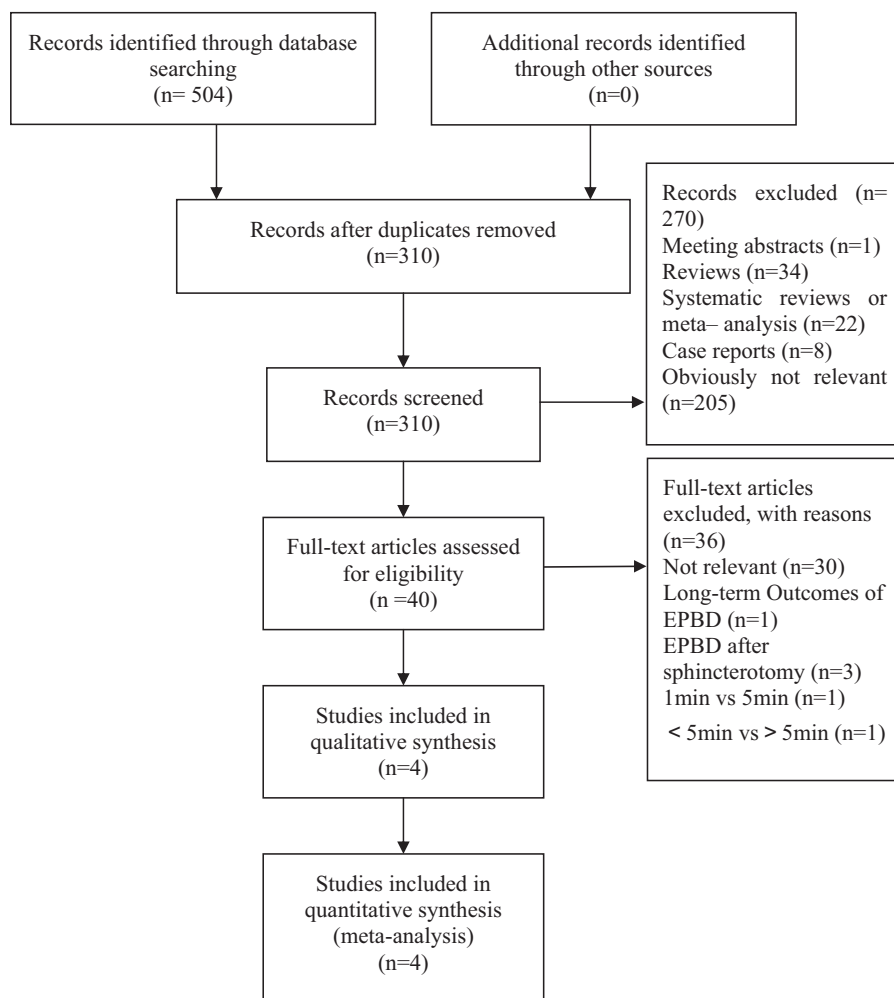 Records identified through database
searching
(n= 504)
Additional records identified
through other sources
(n=0)
Records after duplicates removed
(n=310)
Records excluded (n=
270)
Meeting abstracts (n=1)
Reviews (n=34)
Systematic reviews or
meta– analysis (n=22)
Case reports (n=8)
Obviously not relevant
(n=205)
Records screened
(n=310)
Full-text articles assessed
for eligibility
(n =40)
Full-text articles
excluded, with reasons
(n=36)
Not relevant (n=30)
Long-term Outcomes of
EPBD (n=1)
EPBD after
sphincterotomy (n=3)
1min vs 5min (n=1)
< 5min vs > 5min (n=1)
Studies included in
qualitative synthesis
(n=4)
Studies included in
quantitative synthesis
(meta-analysis)
(n=4)